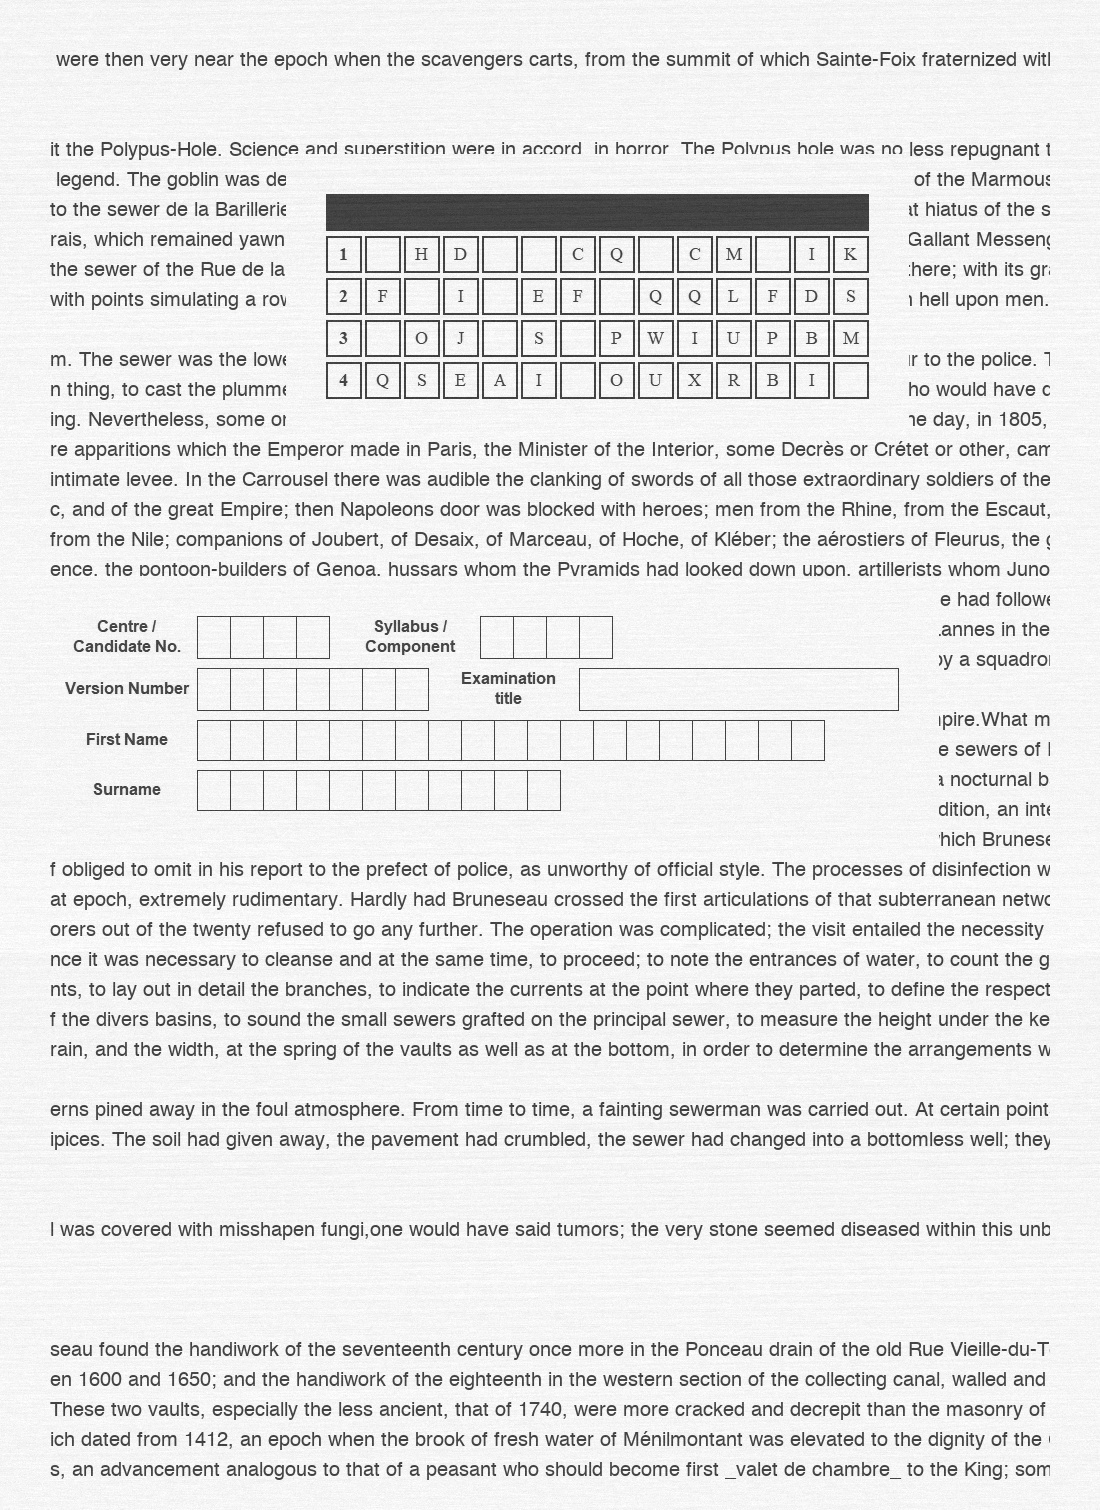 were then very near the epoch when the scavengers carts, from the summit of which Sainte-Foix fraternized with
it the Polypus-Hole. Science and superstition were in accord, in horror. The Polypus hole was no less repugnant
legend. The goblin was of the Marmous
to the sewer de la Barillerie hiatus of the s
rais, which remained yawn Gallant Messeng
the sewer of the Rue de la there; with its gra
with points simulating a row hell upon men.
m. The sewer was the lowe to the police.
n thing, to cast the plumme who would have
ing. Nevertheless, some day, in 1805,
1 H D C Q C M I K
2 F I E F Q Q L F D S
3 O J S P W I U P B M
4 Q S E A I O U X R B I
re apparitions which the Emperor made in Paris, the Minister of the Interior, some Decrès or Crétet or other, cam
intimate levee. In the Carrousel there was audible the clanking of swords of all those extraordinary soldiers of the
c, and of the great Empire; then Napoleons door was blocked with heroes; men from the Rhine, from the Escaut,
from the Nile; companions of Joubert, of Desaix, of Marceau, of Hoche, of Kléber; the aérostiers of Fleurus, the
ence, the pontoon-builders of Genoa, hussars whom the Pyramids had looked down upon, artillerists whom Juno
e had followe
Lannes in the
by a squadron
mpire.What m
e sewers of
a nocturnal b
dition, an inte
which Brunese
Centre / Candidate No.
Syllabus / Component
Version Number
Examination title
First Name
Surname
f obliged to omit in his report to the prefect of police, as unworthy of official style. The processes of disinfection w
at epoch, extremely rudimentary. Hardly had Bruneseau crossed the first articulations of that subterranean netwo
orers out of the twenty refused to go any further. The operation was complicated; the visit entailed the necessity
nce it was necessary to cleanse and at the same time, to proceed; to note the entrances of water, to count the g
nts, to lay out in detail the branches, to indicate the currents at the point where they parted, to define the respect
f the divers basins, to sound the small sewers grafted on the principal sewer, to measure the height under the ke
rain, and the width, at the spring of the vaults as well as at the bottom, in order to determine the arrangements w
erns pined away in the foul atmosphere. From time to time, a fainting sewerman was carried out. At certain point
ipices. The soil had given away, the pavement had crumbled, the sewer had changed into a bottomless well; they
l was covered with misshapen fungi,one would have said tumors; the very stone seemed diseased within this unb
seau found the handiwork of the seventeenth century once more in the Ponceau drain of the old Rue Vieille-du-T
en 1600 and 1650; and the handiwork of the eighteenth in the western section of the collecting canal, walled and
These two vaults, especially the less ancient, that of 1740, were more cracked and decrepit than the masonry of
ich dated from 1412, an epoch when the brook of fresh water of Ménilmontant was elevated to the dignity of the
s, an advancement analogous to that of a peasant who should become first _valet de chambre_ to the King; som